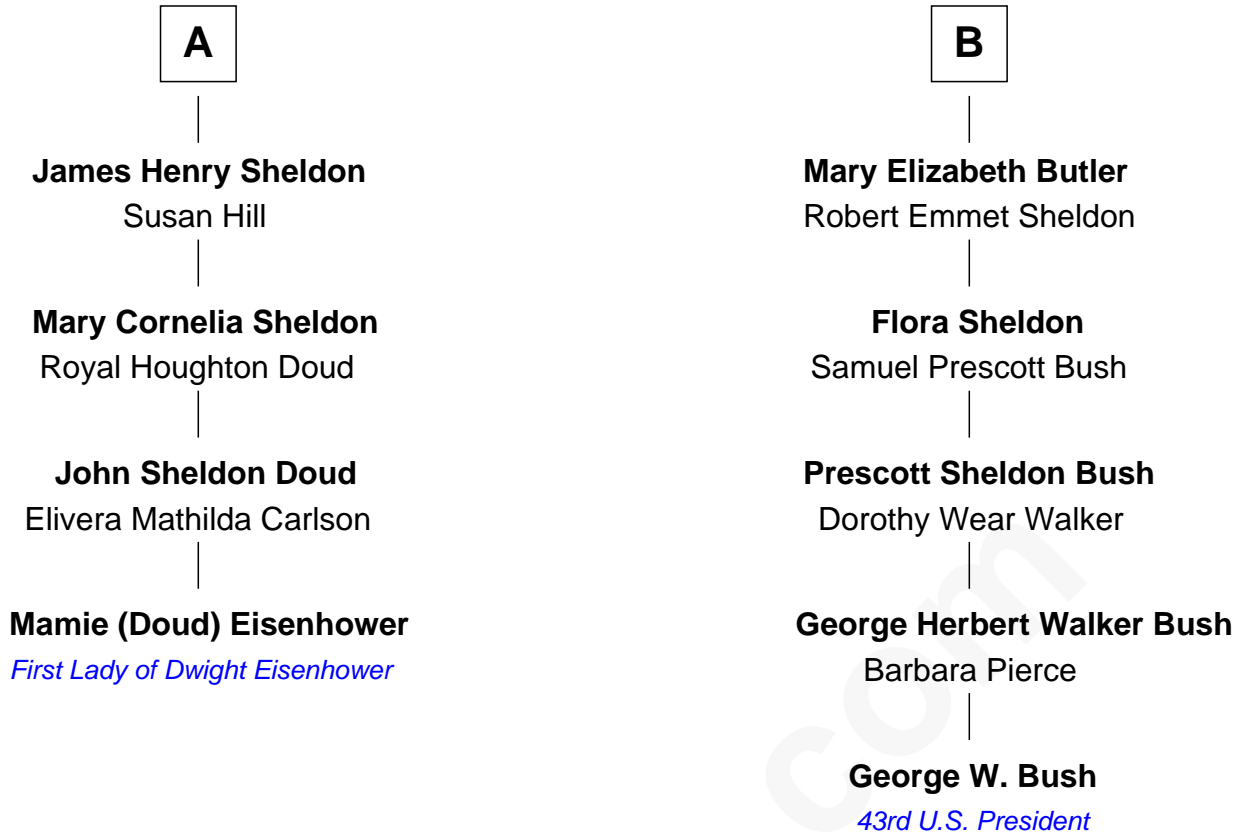 A
James Henry Sheldon
Susan Hill
Mary Cornelia Sheldon
Royal Houghton Doud
John Sheldon Doud
Elivera Mathilda Carlson
Mamie (Doud) Eisenhower
First Lady of Dwight Eisenhower
B
Mary Elizabeth Butler
Robert Emmet Sheldon
Flora Sheldon
Samuel Prescott Bush
Prescott Sheldon Bush
Dorothy Wear Walker
George Herbert Walker Bush
Barbara Pierce
George W. Bush
43rd U.S. President
com